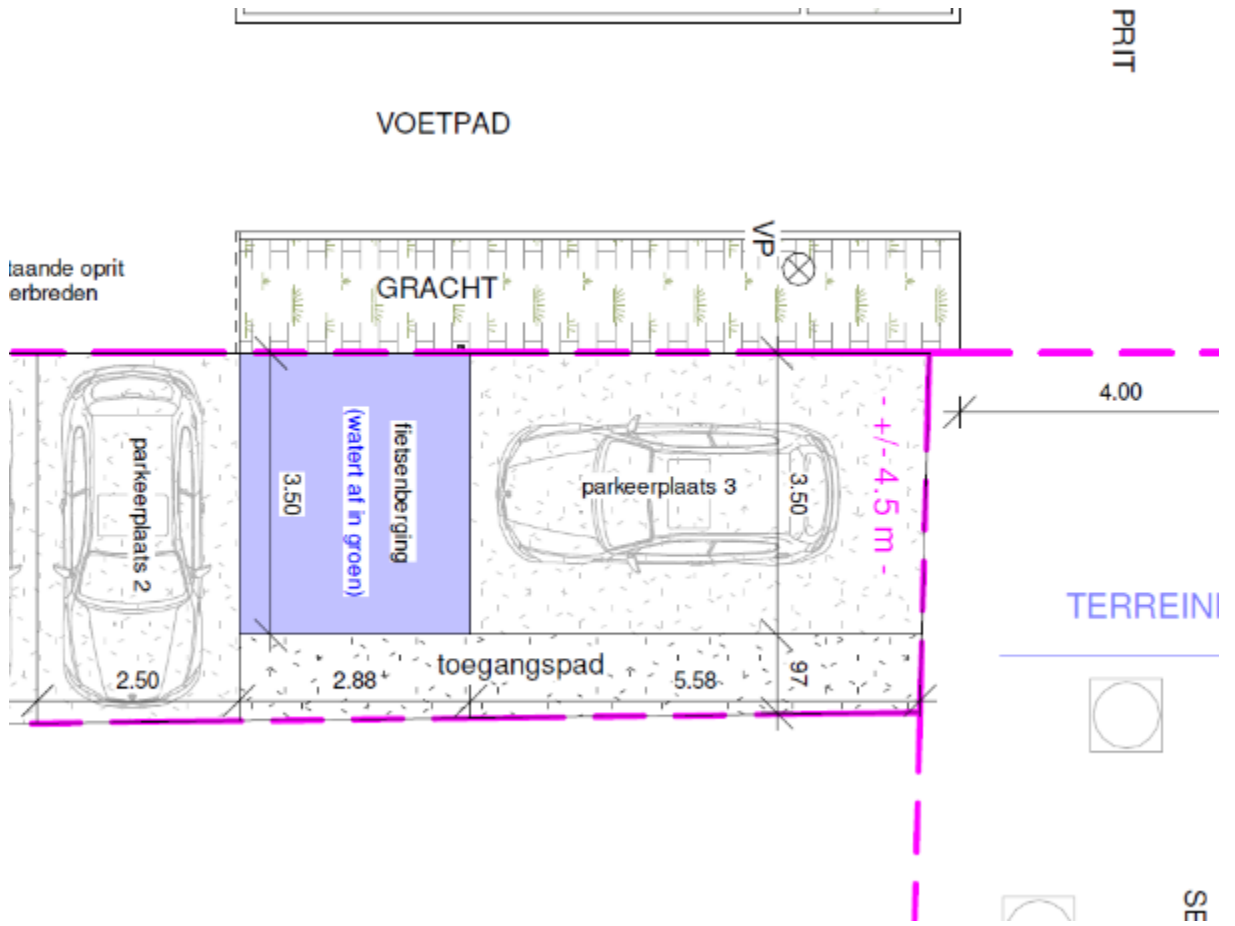 PRIT
VOETPAD
VP
taande oprit
erbreden
GRACHT
4.00
- +/- 4.5 m -
parkeerplaats 2
3.50
(watert af in groen)
fietsenberging
parkeerplaats 3
3.50
TERREIN
toegangspad
97
2.50
2.88
5.58
SE